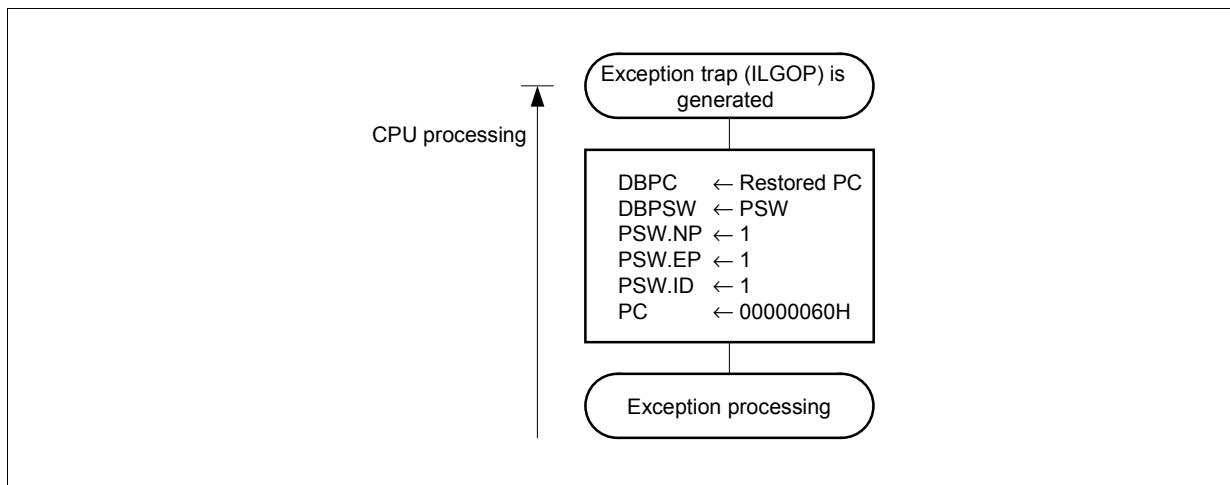 Exception trap (ILGOP) is
generated
CPU processing
DBPC ← Restored PC
DBPSW ← PSW
PSW.NP ← 1
PSW.EP ← 1
PSW.ID ← 1
PC ← 00000060H
Exception processing